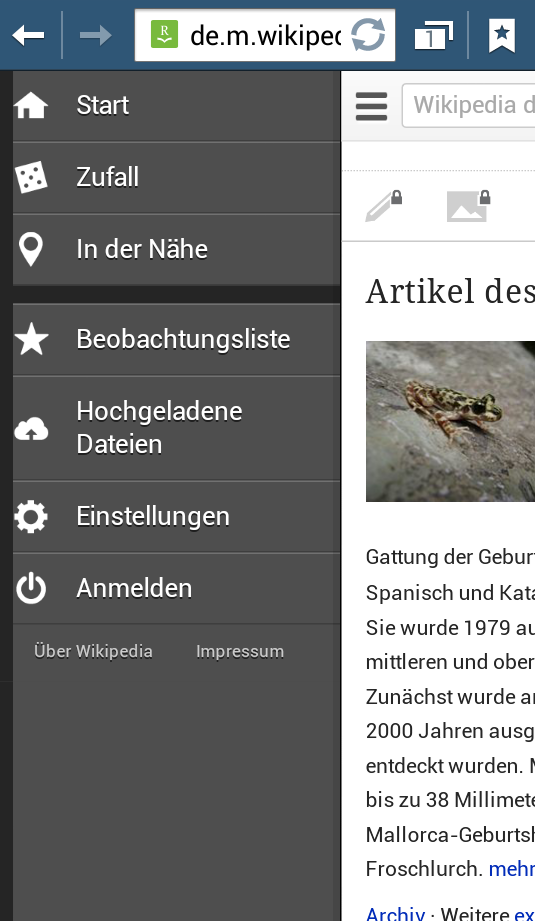 de.m.wikiped
1
Start
Zufall
In der Nähe
Beobachtungsliste
Hochgeladene
Dateien
Einstellungen
Anmelden
Über Wikipedia Impressum
Wikipedia d
Artikel des
Gattung der Geburt
Spanisch und Kata
Sie wurde 1979 au
mittleren und ober
Zunächst wurde an
2000 Jahren ausg
entdeckt wurden. M
bis zu 38 Millimete
Mallorca-Geburtsh
Froschlurch. mehr
Archiv · Weitere ex